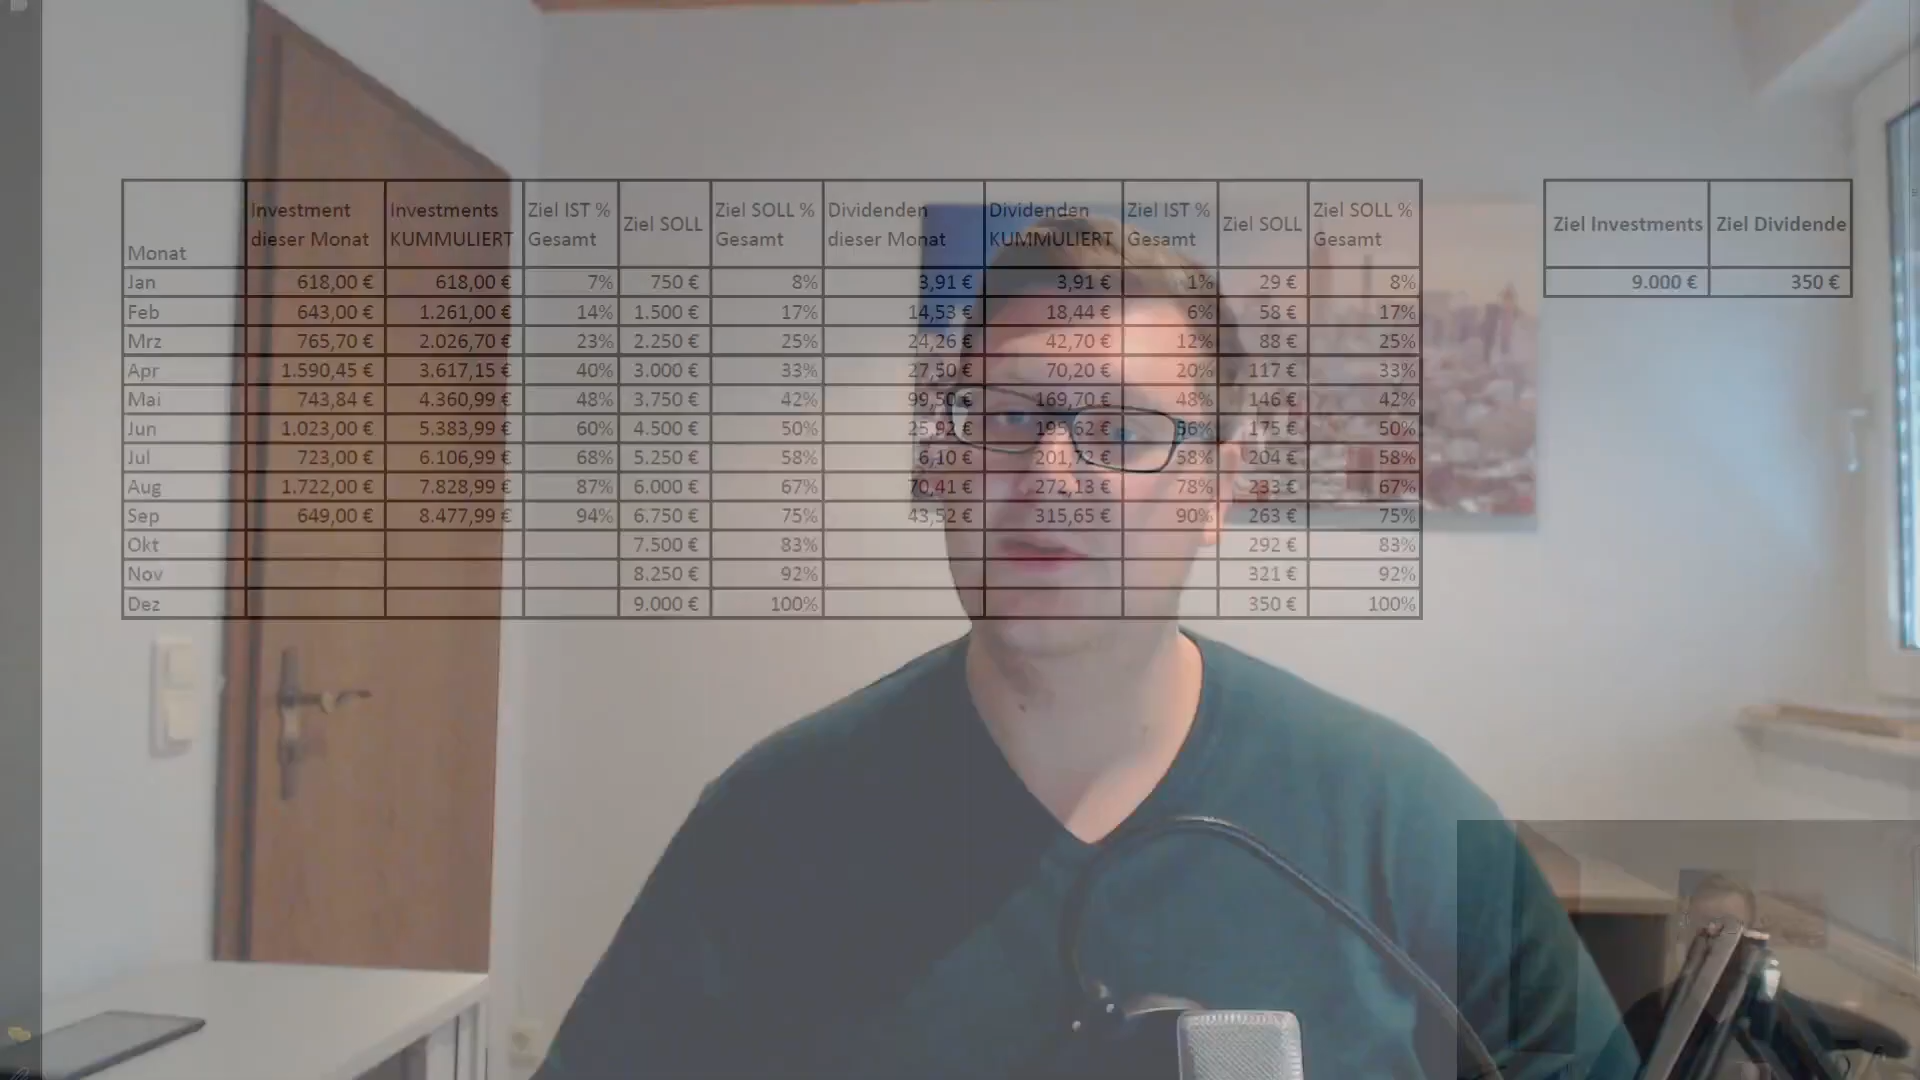 Monat Investment dieser Monat Investments KUMMULIERT Ziel IST % Gesamt Ziel SOLL Ziel SOLL % Gesamt Dividenden dieser Monat Dividenden KUMMULIERT Ziel IST % Gesamt Ziel SOLL Ziel SOLL % Gesamt
Jan 618,00 € 618,00 € 7% 750 € 8% 3,91 € 3,91 € 1% 29 € 8%
Feb 643,00 € 1.261,00 € 14% 1.500 € 17% 14,53 € 18,44 € 6% 58 € 17%
Mrz 765,70 € 2.026,70 € 23% 2.250 € 25% 24,26 € 42,70 € 12% 88 € 25%
Apr 1.590,45 € 3.617,15 € 40% 3.000 € 33% 27,50 € 70,20 € 20% 117 € 33%
Mai 743,84 € 4.360,99 € 48% 3.750 € 42% 99,50 € 169,70 € 48% 146 € 42%
Jun 1.023,00 € 5.383,99 € 60% 4.500 € 50% 25,92 € 195,62 € 56% 175 € 50%
Jul 723,00 € 6.106,99 € 68% 5.250 € 58% 6,10 € 201,72 € 58% 204 € 58%
Aug 1.722,00 € 7.828,99 € 87% 6.000 € 67% 70,41 € 272,13 € 78% 233 € 67%
Sep 649,00 € 8.477,99 € 94% 6.750 € 75% 43,52 € 315,65 € 90% 263 € 75%
Okt 7.500 € 83% 292 € 83%
Nov 8.250 € 92% 321 € 92%
Dez 9.000 € 100% 350 € 100%
Ziel Investments Ziel Dividende
9.000 € 350 €